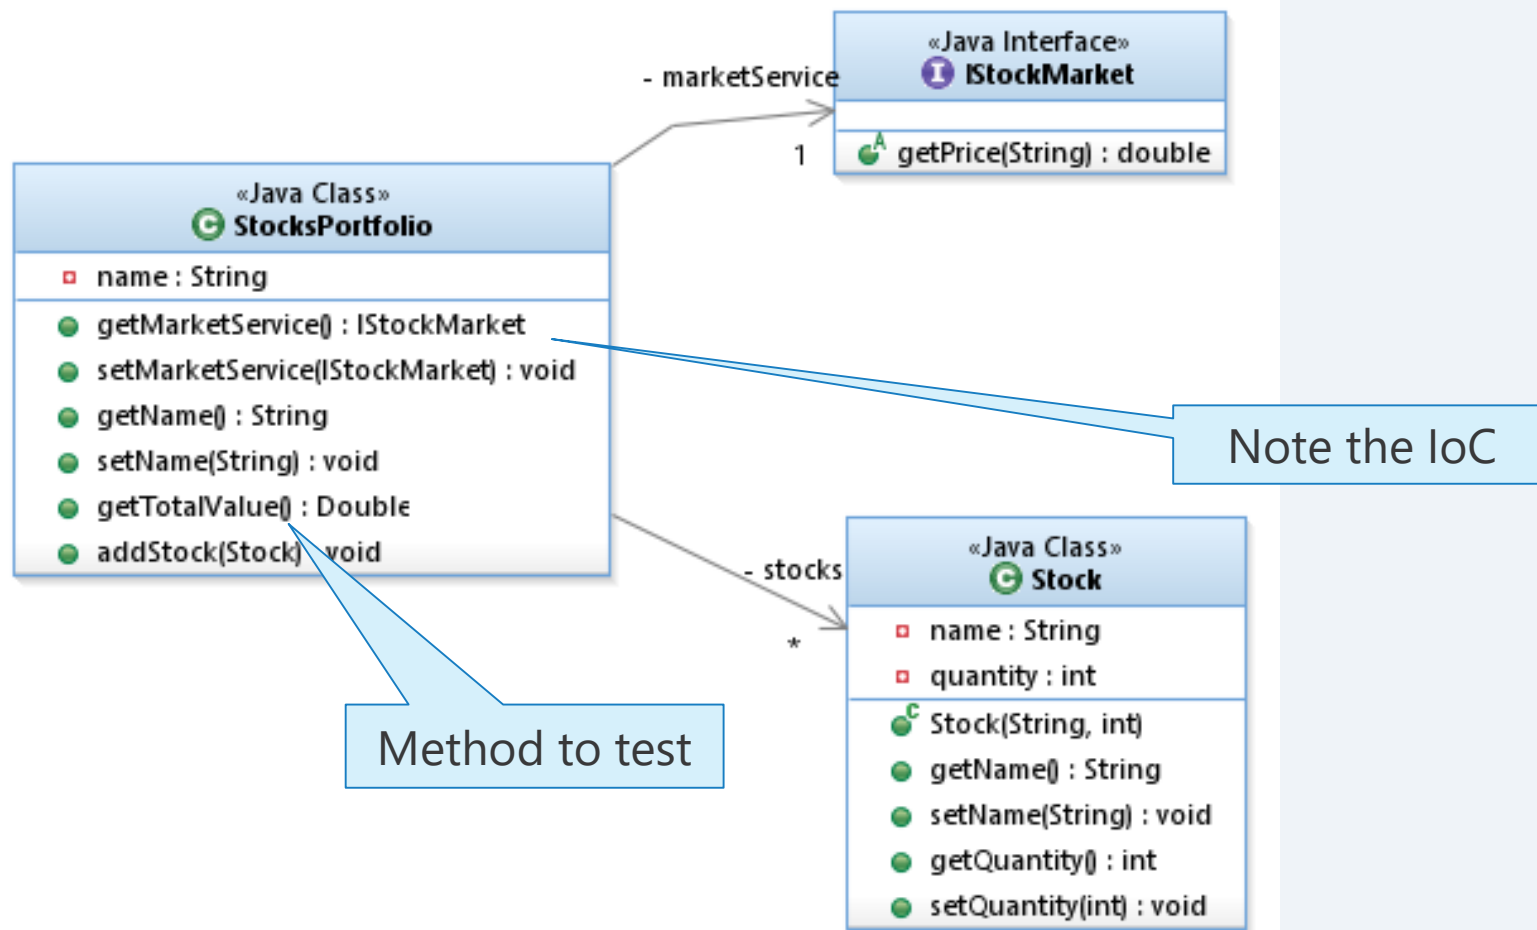 - marketService
1
«Java Interface»
I IStockMarket
A getPrice(String) : double
«Java Class»
C StocksPortfolio
name : String
getMarketService() : IStockMarket
setMarketService(IStockMarket) : void
getName() : String
setName(String) : void
getTotalValue() : Double
addStock(Stock) : void
Note the IoC
Method to test
- stocks
*
«Java Class»
C Stock
name : String
quantity : int
C Stock(String, int)
getName() : String
setName(String) : void
getQuantity() : int
setQuantity(int) : void